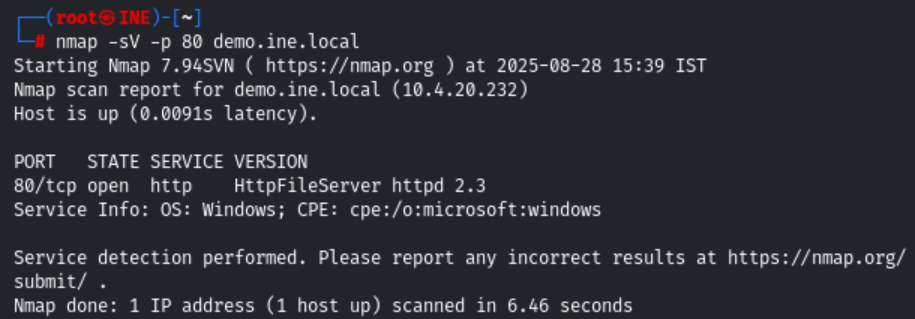 ┌──(root㉿INE)-[~]
└─# nmap -sV -p 80 demo.ine.local
Starting Nmap 7.94SVN ( https://nmap.org ) at 2025-08-28 15:39 IST
Nmap scan report for demo.ine.local (10.4.20.232)
Host is up (0.0091s latency).

PORT   STATE SERVICE VERSION
80/tcp open  http    HttpFileServer httpd 2.3
Service Info: OS: Windows; CPE: cpe:/o:microsoft:windows

Service detection performed. Please report any incorrect results at https://nmap.org/
submit/ .
Nmap done: 1 IP address (1 host up) scanned in 6.46 seconds